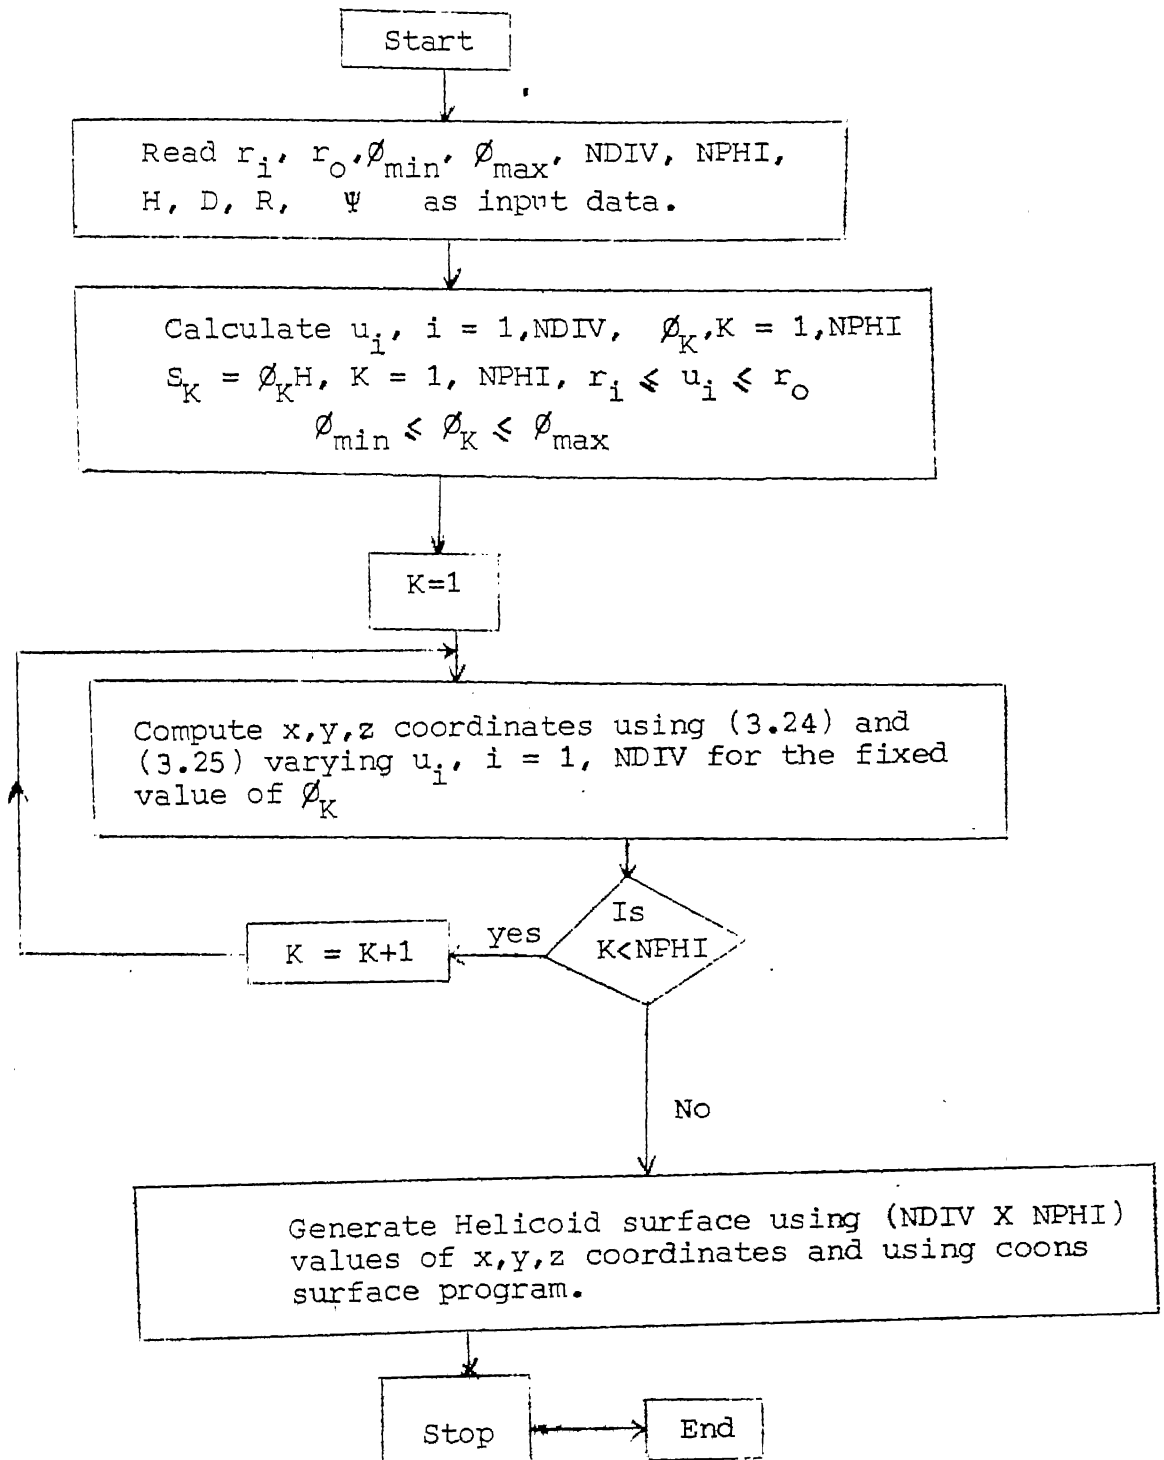 Start
Read r_i, r_o, Ø_min, Ø_max, NDIV, NPHI,
H, D, R, Ψ as input data.
Calculate u_i, i = 1,NDIV, Ø_K,K = 1,NPHI
S_K = Ø_KH, K = 1, NPHI, r_i ⩽ u_i ⩽ r_o
Ø_min ⩽ Ø_K ⩽ Ø_max
K=1
Compute x,y,z coordinates using (3.24) and
(3.25) varying u_i, i = 1, NDIV for the fixed
value of Ø_K
Is
K<NPHI
yes
K = K+1
No
Generate Helicoid surface using (NDIV X NPHI)
values of x,y,z coordinates and using coons
surface program.
Stop
End